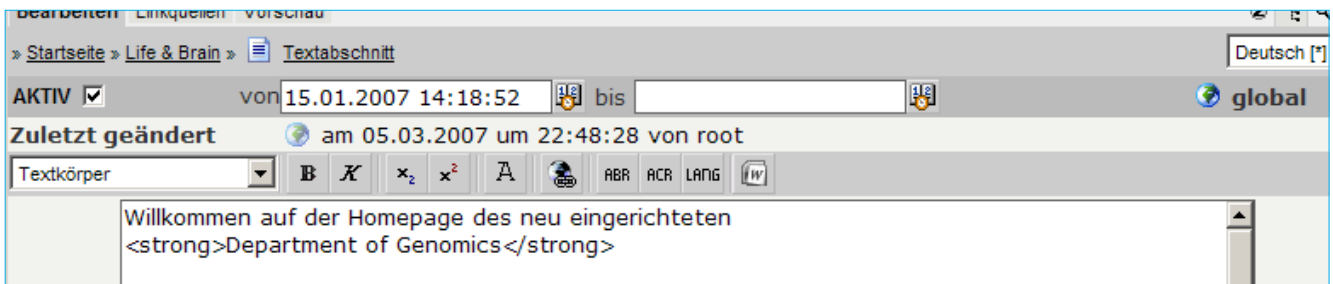 Bearbeiten Linkquellen Vorschau
» Startseite » Life & Brain » Textabschnitt Deutsch [*]
AKTIV von 15.01.2007 14:18:52 bis global
Zuletzt geändert am 05.03.2007 um 22:48:28 von root
Textkörper B K x₂ x² A ABR ACR LANG W
Willkommen auf der Homepage des neu eingerichteten
<strong>Department of Genomics</strong>